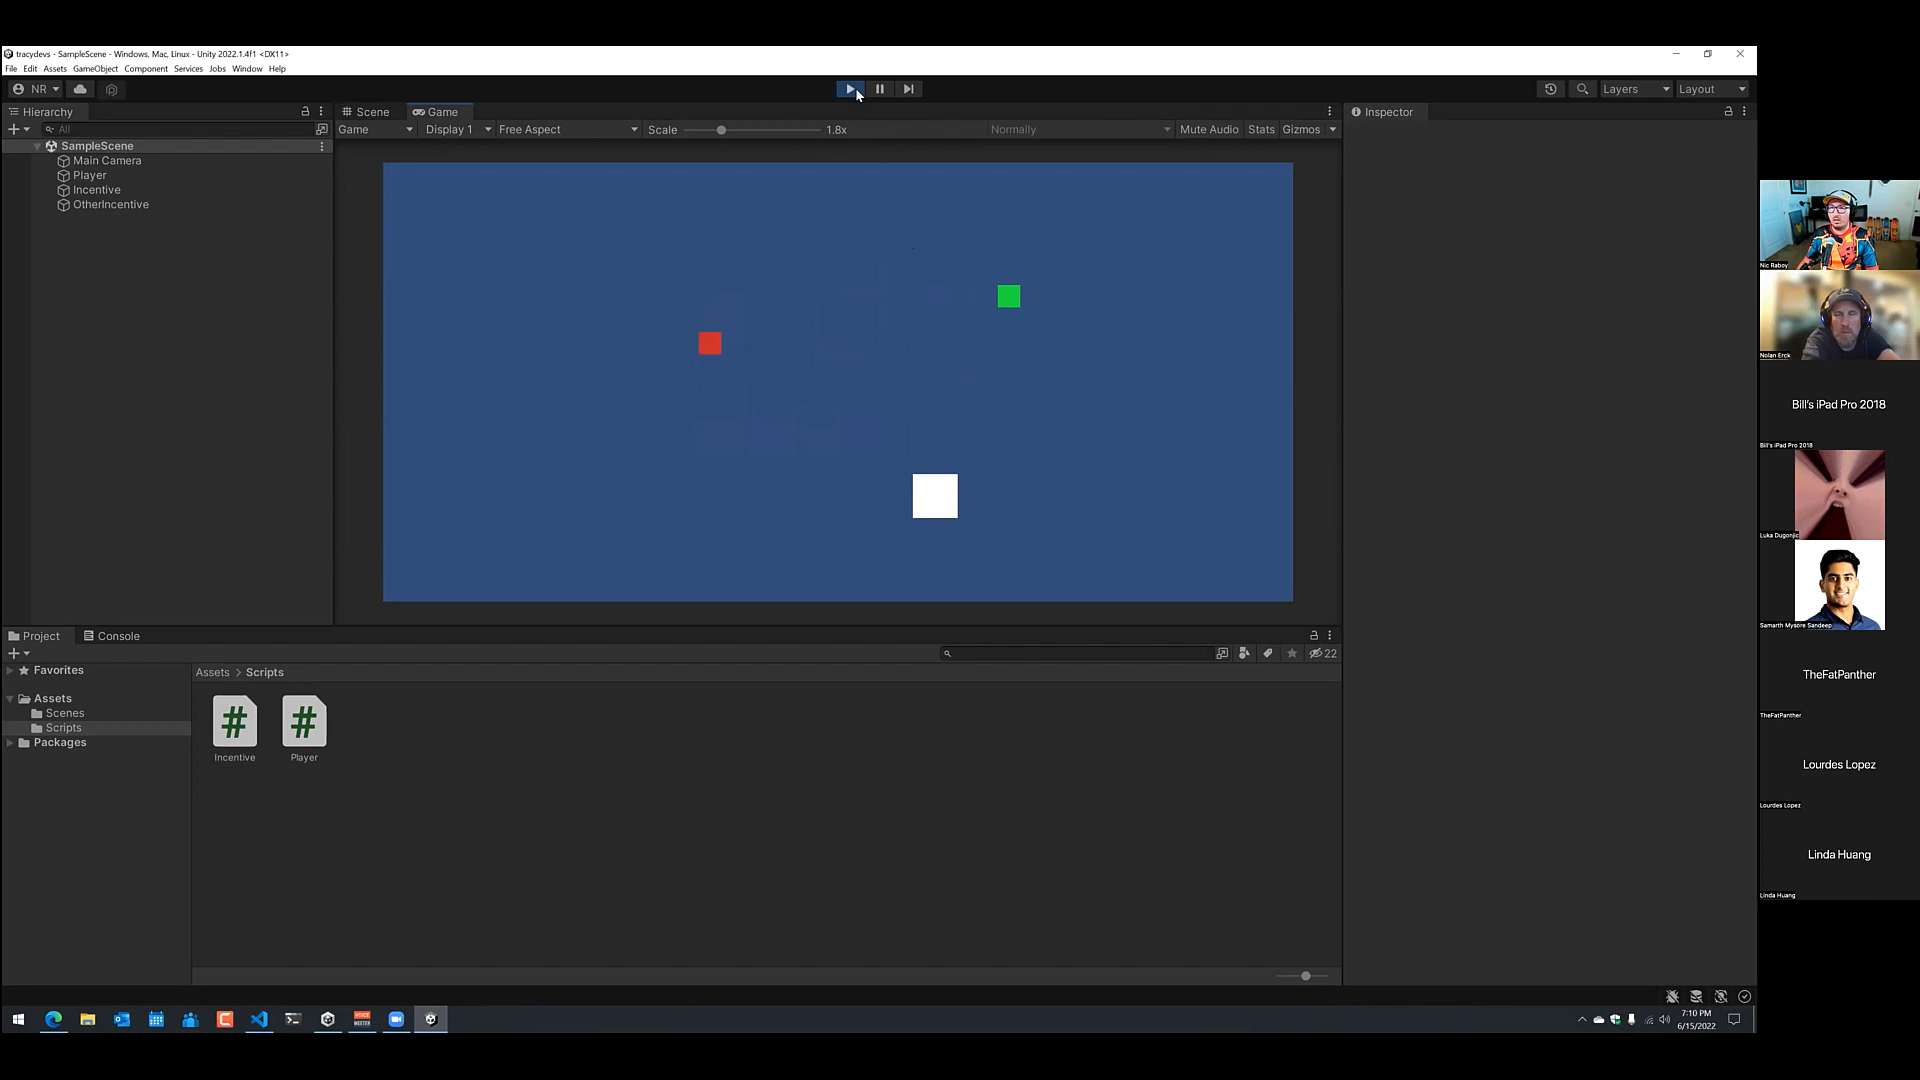 tracydevs - SampleScene - Windows, Mac, Linux - Unity 2022.1.4f1 <DX11>
File Edit Assets GameObject Component Services Jobs Window Help
NR
Layers
Layout
Hierarchy
Scene
Game
Inspector
All
Game
Display 1
Free Aspect
Scale
1.8x
Normally
Mute Audio
Stats
Gizmos
SampleScene
Main Camera
Player
Incentive
OtherIncentive
Project
Console
22
Favorites
Assets > Scripts
Assets
Scenes
Scripts
Packages
Incentive
Player
Nic Raboy
Nolan Erck
Bill's iPad Pro 2018
Bill's iPad Pro 2018
Luka Dugonjic
Samarth Mysore Sandeep
TheFatPanther
TheFatPanther
Lourdes Lopez
Lourdes Lopez
Linda Huang
Linda Huang
VOICE
MEETER
7:10 PM
6/15/2022